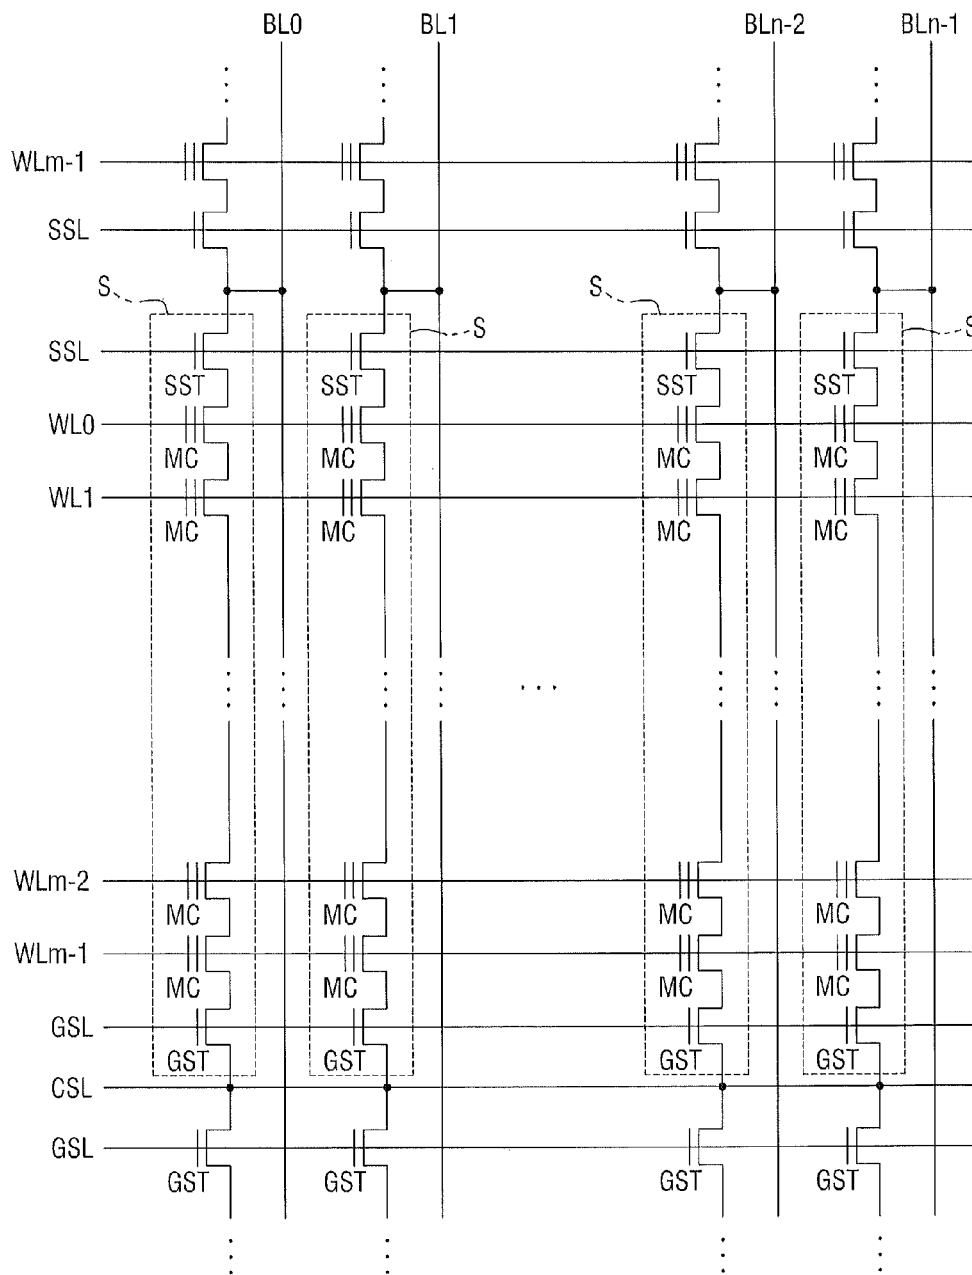 BL0 BL1 BLn-2 BLn-1
WLm-1
SSL
S S
S S
SSL
SST SST SST SST
WL0
MC MC MC MC
WL1
MC MC MC MC
WLm-2
MC MC MC MC
WLm-1
MC MC MC MC
GSL
GST GST GST GST
CSL
GSL
GST GST GST GST